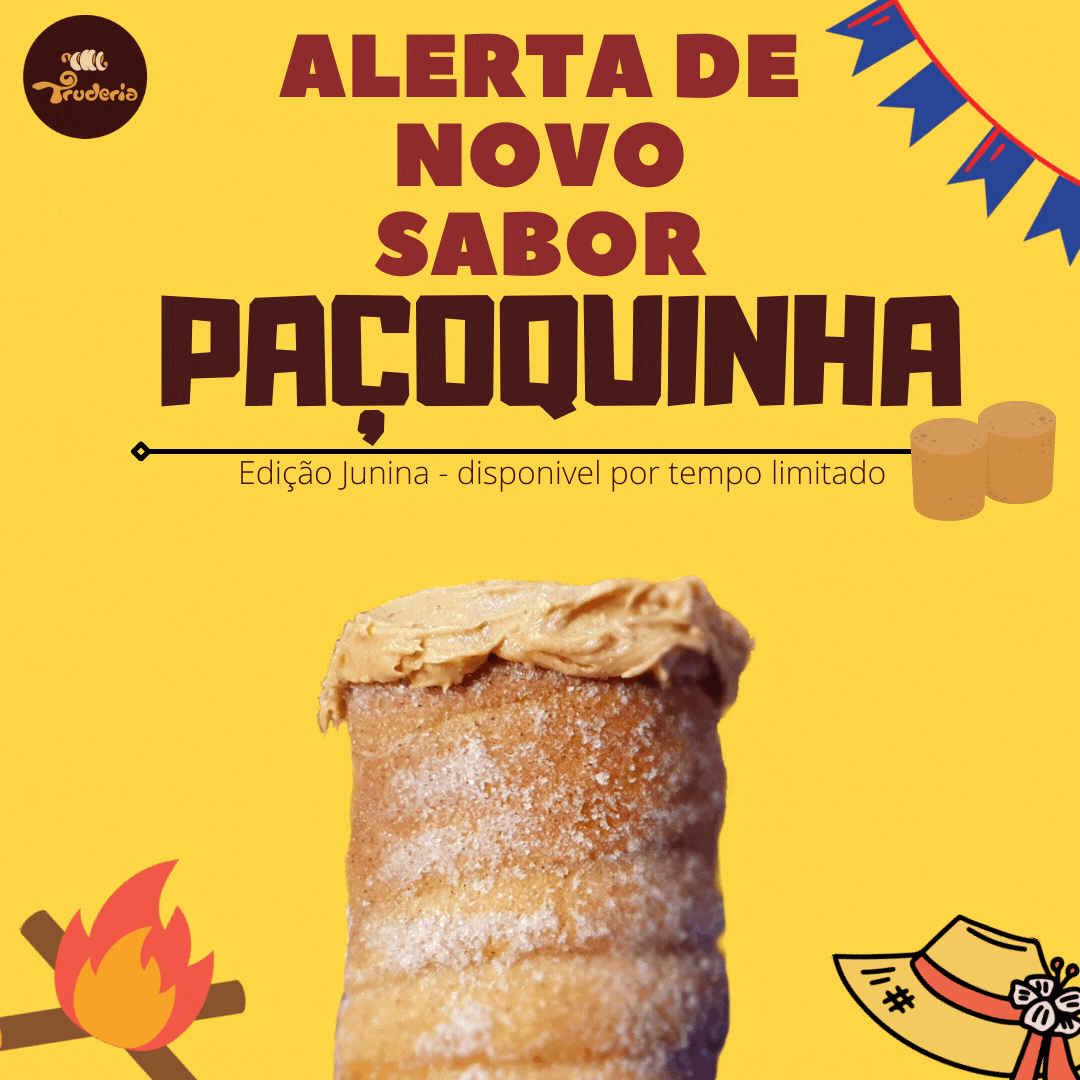 Truderia
ALERTA DE
NOVO
SABOR
PAÇOQUINHA
Edição Junina - disponivel por tempo limitado
#